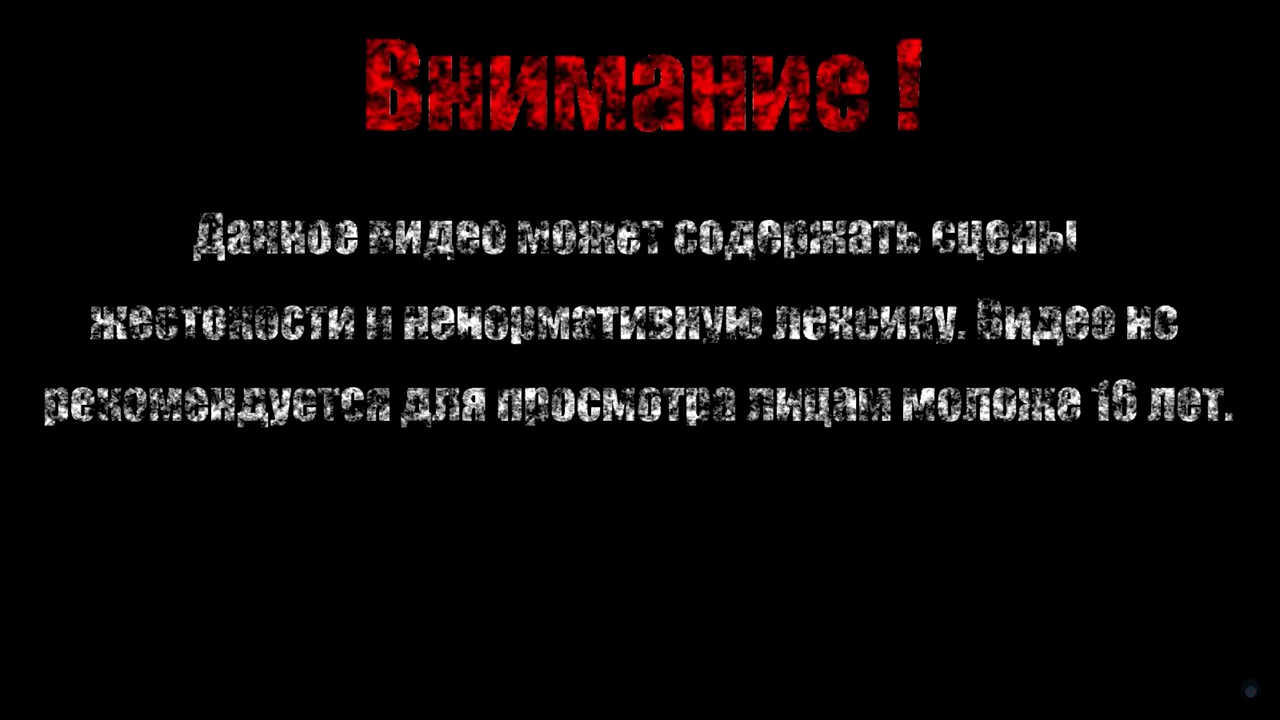 Внимание !
Данное видео может содержать сцены
жестокости и ненормативную лексику. Видео не
рекомендуется для просмотра лицам моложе 16 лет.